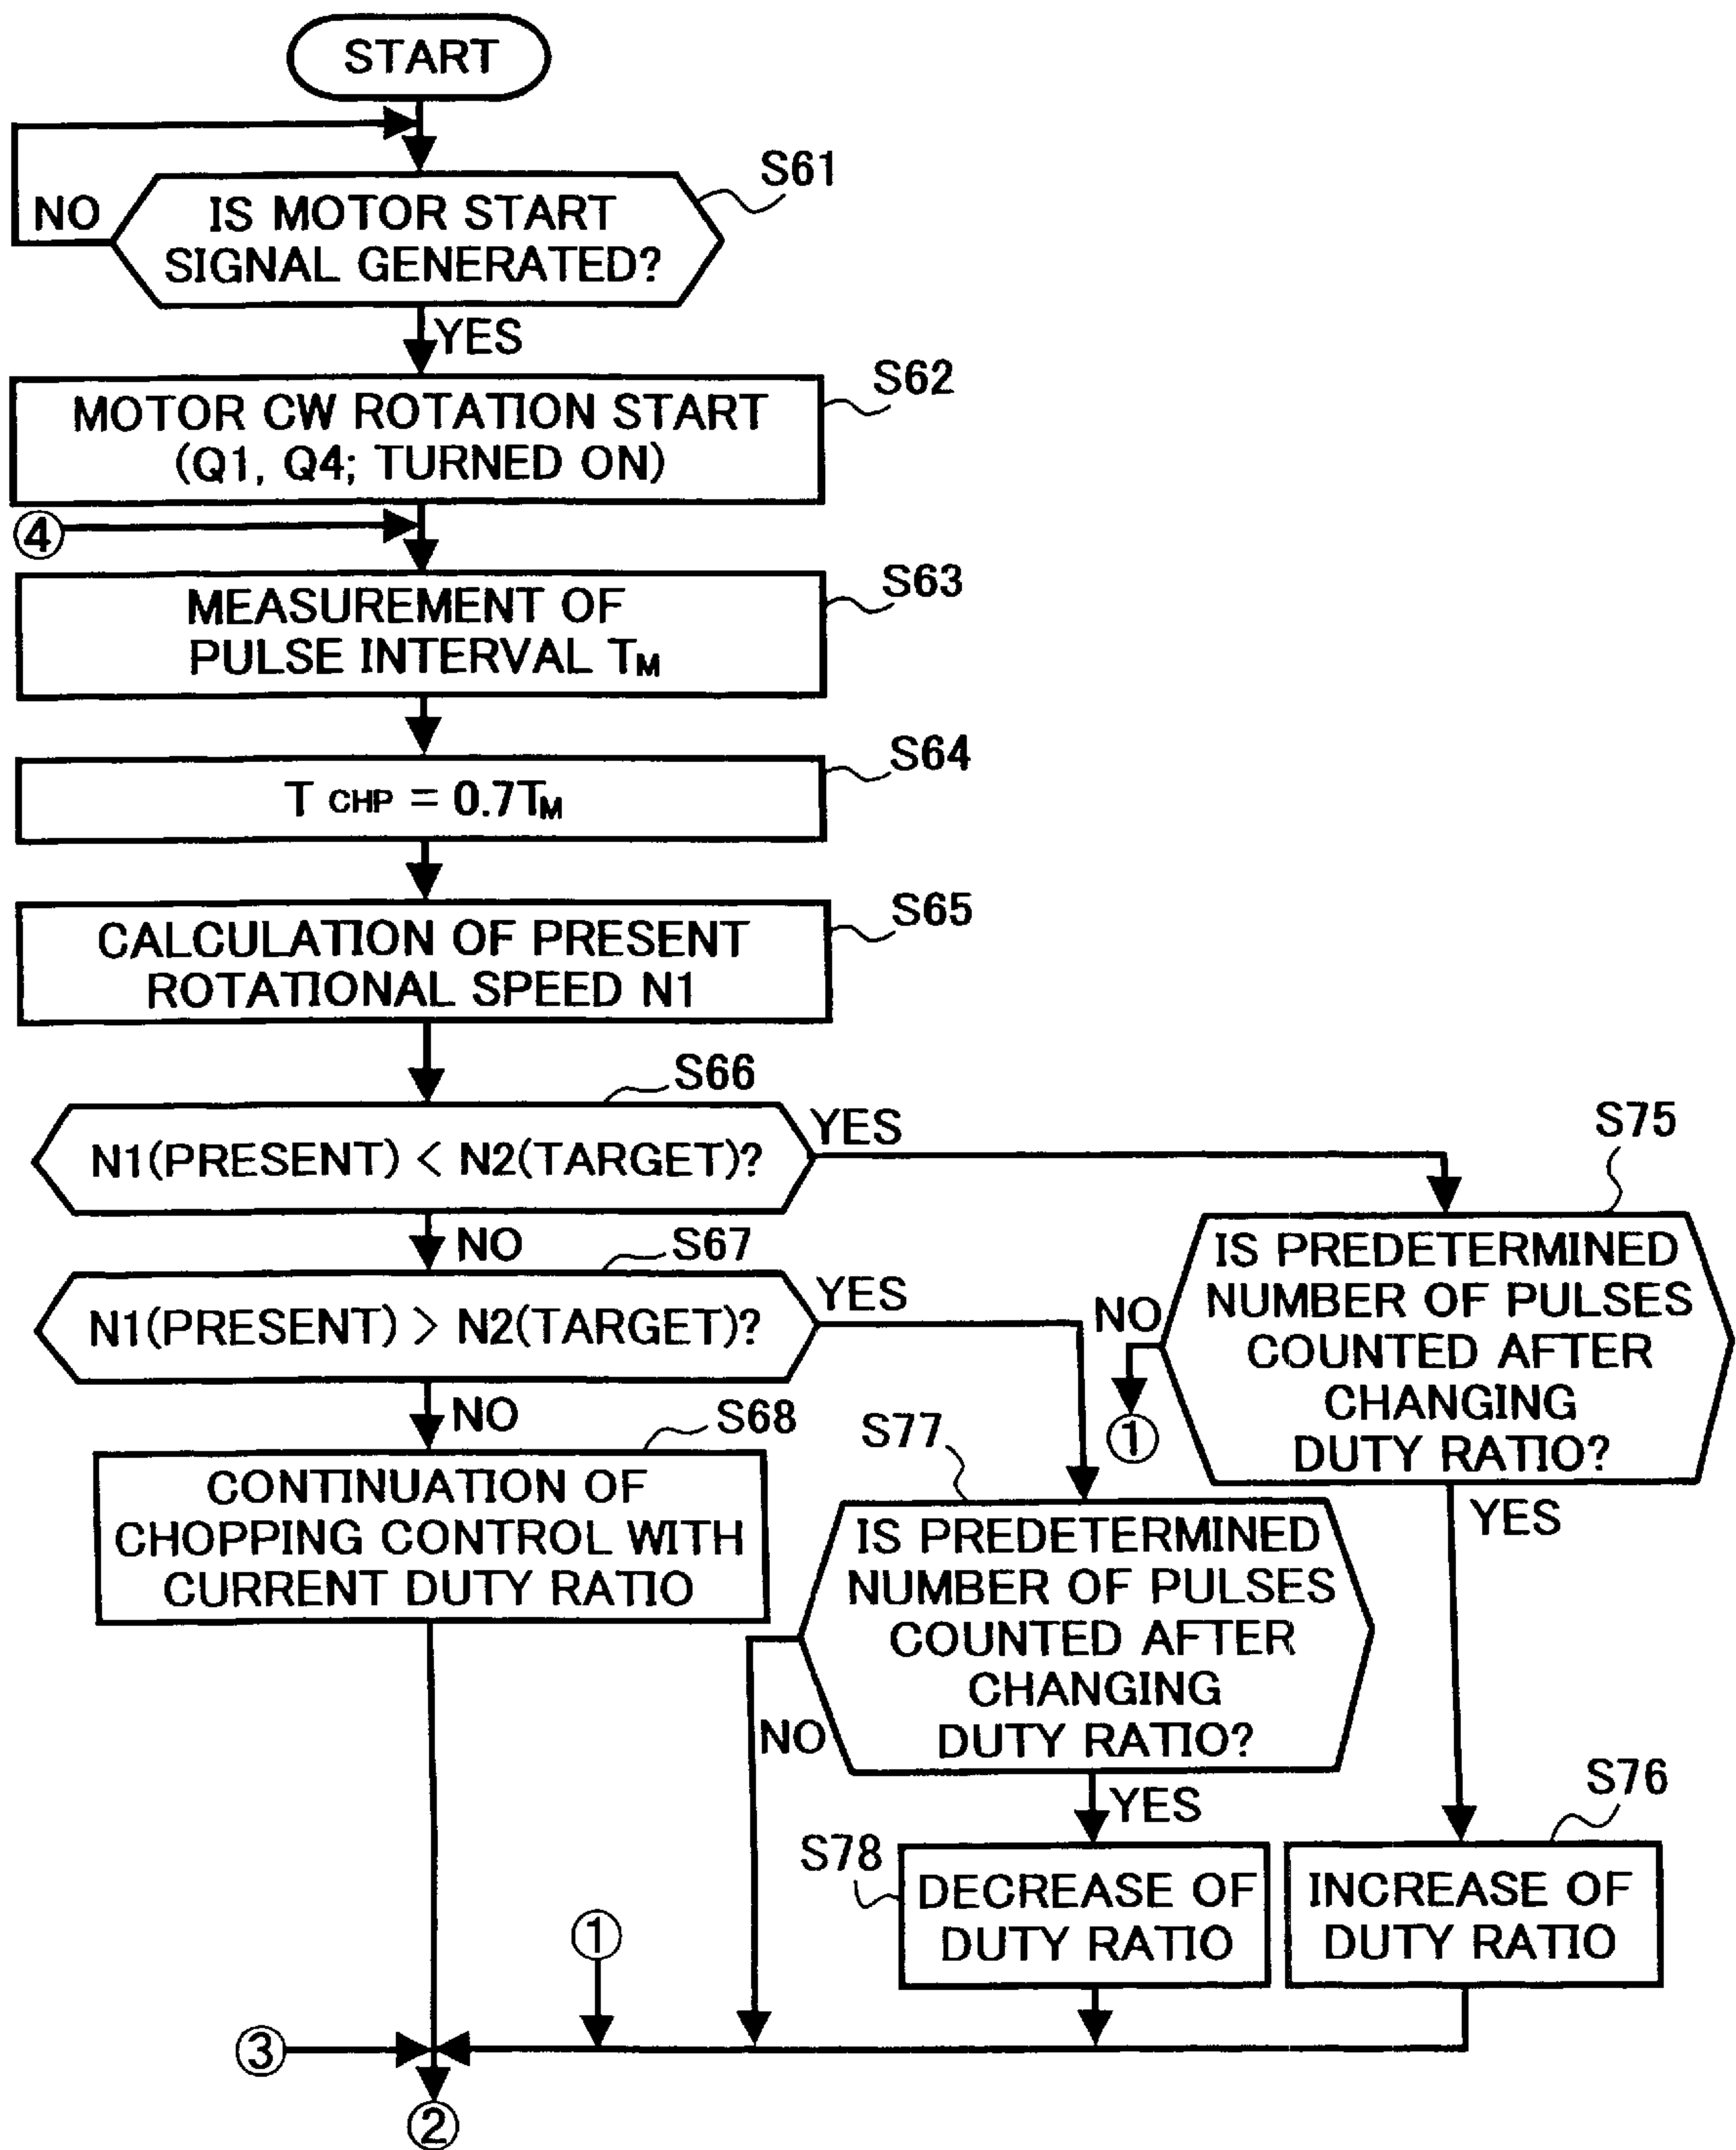 START
S61
NO
IS MOTOR START
SIGNAL GENERATED?
YES
S62
MOTOR CW ROTATION START
(Q1, Q4; TURNED ON)
④
S63
MEASUREMENT OF
PULSE INTERVAL TM
S64
T CHP = 0.7TM
S65
CALCULATION OF PRESENT
ROTATIONAL SPEED N1
S66
N1(PRESENT) < N2(TARGET)?
YES
S75
NO
IS PREDETERMINED
NUMBER OF PULSES
COUNTED AFTER
CHANGING
DUTY RATIO?
NO
①
YES
S67
N1(PRESENT) > N2(TARGET)?
YES
NO
S68
CONTINUATION OF
CHOPPING CONTROL WITH
CURRENT DUTY RATIO
S77
IS PREDETERMINED
NUMBER OF PULSES
COUNTED AFTER
CHANGING
DUTY RATIO?
NO
YES
S78
DECREASE OF
DUTY RATIO
S76
INCREASE OF
DUTY RATIO
①
③
②